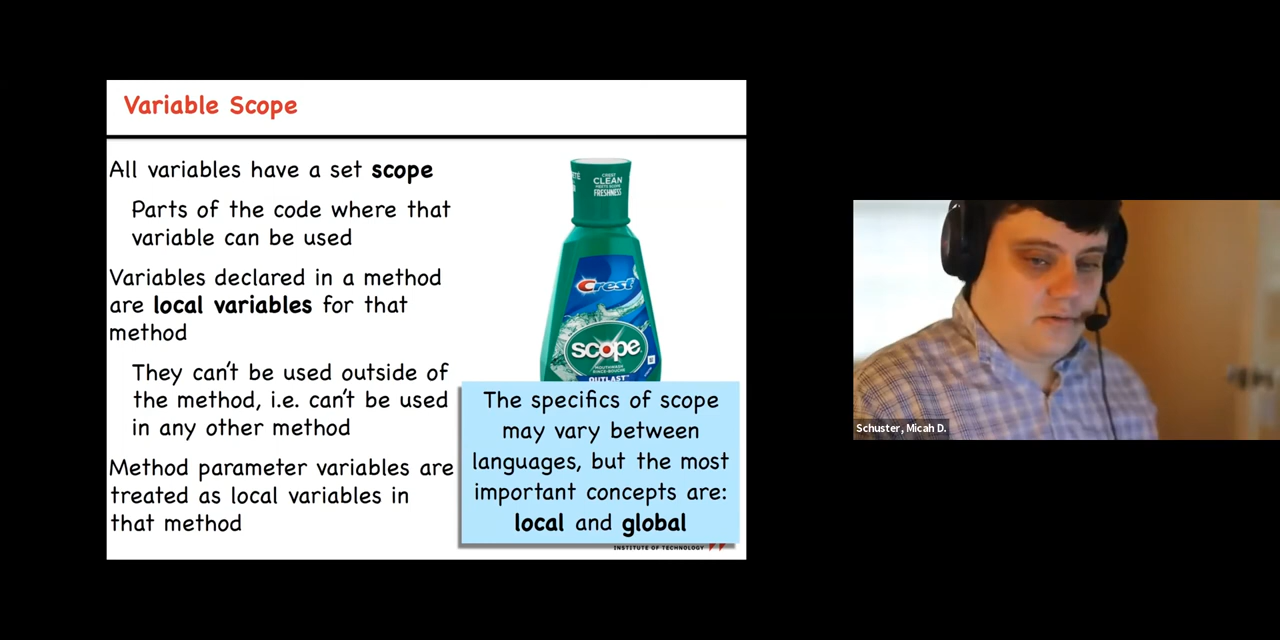 Variable Scope
All variables have a set scope
Parts of the code where that
variable can be used
Variables declared in a method
are local variables for that
method
They can't be used outside of
the method, i.e. can't be used
in any other method
Method parameter variables are
treated as local variables in
that method
CREST
CLEAN
FRESHNESS
Crest
scope
MOUTHWASH
OUTLAST
The specifics of scope
may vary between
languages, but the most
important concepts are:
local and global
INSTITUTE OF TECHNOLOGY
Schuster, Micah D.